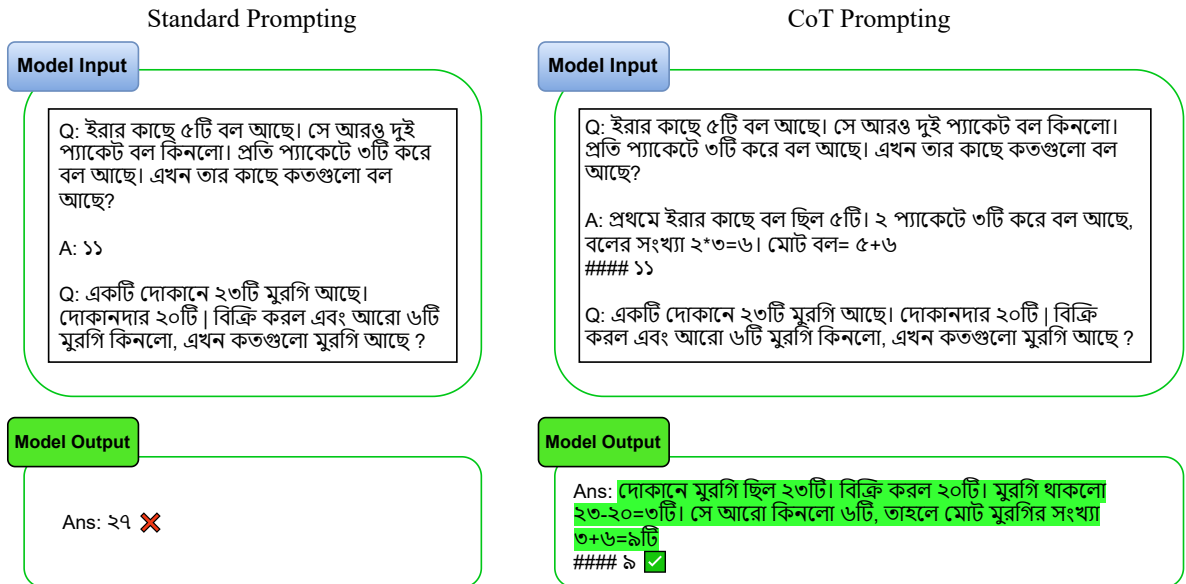 Standard Prompting
Model Input
Q: ইরার কাছে ৫টি বল আছে। সে আরও দুই
প্যাকেট বল কিনলো। প্রতি প্যাকেটে ৩টি করে
বল আছে। এখন তার কাছে কতগুলো বল
আছে?
A: ১১
Q: একটি দোকানে ২৩টি মুরগি আছে।
দোকানদার ২০টি | বিক্রি করল এবং আরো ৬টি
মুরগি কিনলো, এখন কতগুলো মুরগি আছে ?
Model Output
Ans: ২৭
CoT Prompting
Model Input
Q: ইরার কাছে ৫টি বল আছে। সে আরও দুই প্যাকেট বল কিনলো।
প্রতি প্যাকেটে ৩টি করে বল আছে। এখন তার কাছে কতগুলো বল
আছে?
A: প্রথমে ইরার কাছে বল ছিল ৫টি। ২ প্যাকেটে ৩টি করে বল আছে,
বলের সংখ্যা ২*৩=৬। মোট বল= ৫+৬
#### ১১
Q: একটি দোকানে ২৩টি মুরগি আছে। দোকানদার ২০টি | বিক্রি
করল এবং আরো ৬টি মুরগি কিনলো, এখন কতগুলো মুরগি আছে ?
Model Output
Ans: দোকানে মুরগি ছিল ২৩টি। বিক্রি করল ২০টি। মুরগি থাকলো
২৩-২০=৩টি। সে আরো কিনলো ৬টি, তাহলে মোট মুরগির সংখ্যা
৩+৬=৯টি
#### ৯